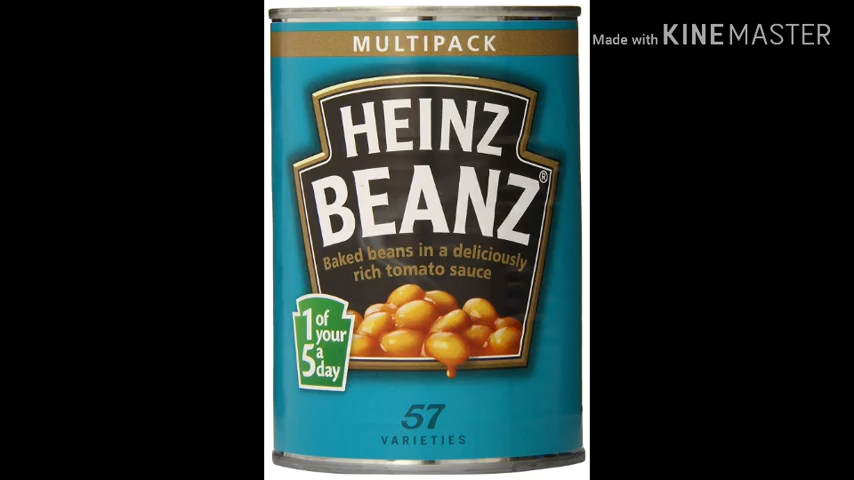 MULTIPACK
Made with KINEMASTER
HEINZ
BEANZ®
Baked beans in a deliciously
rich tomato sauce
1 of
your
5 a
day
57
VARIETIES